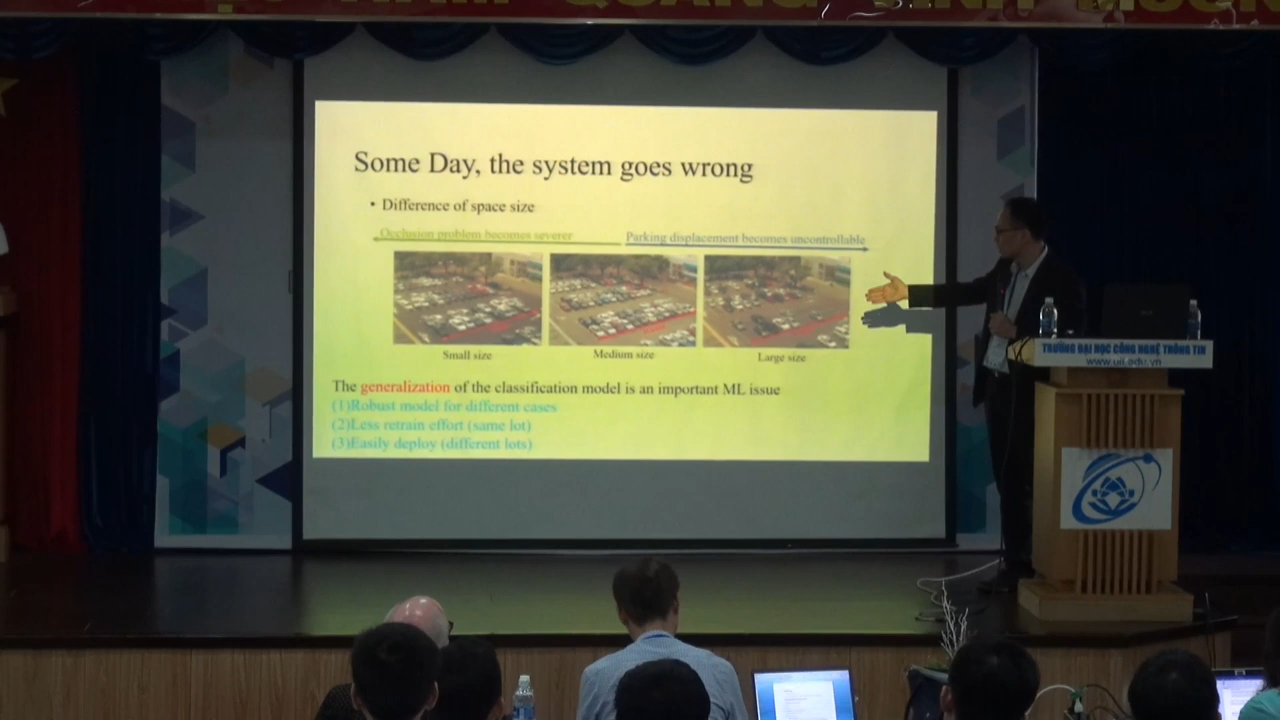 QUANG VINH MUÔN
Some Day, the system goes wrong
• Difference of space size
Occlusion problem becomes severer
Parking displacement becomes uncontrollable
Small size
Medium size
Large size
The generalization of the classification model is an important ML issue
(1)Robust model for different cases
(2)Less retrain effort (same lot)
(3)Easily deploy (different lots)
TRƯỜNG ĐẠI HỌC CÔNG NGHỆ THÔNG TIN
www.uit.edu.vn